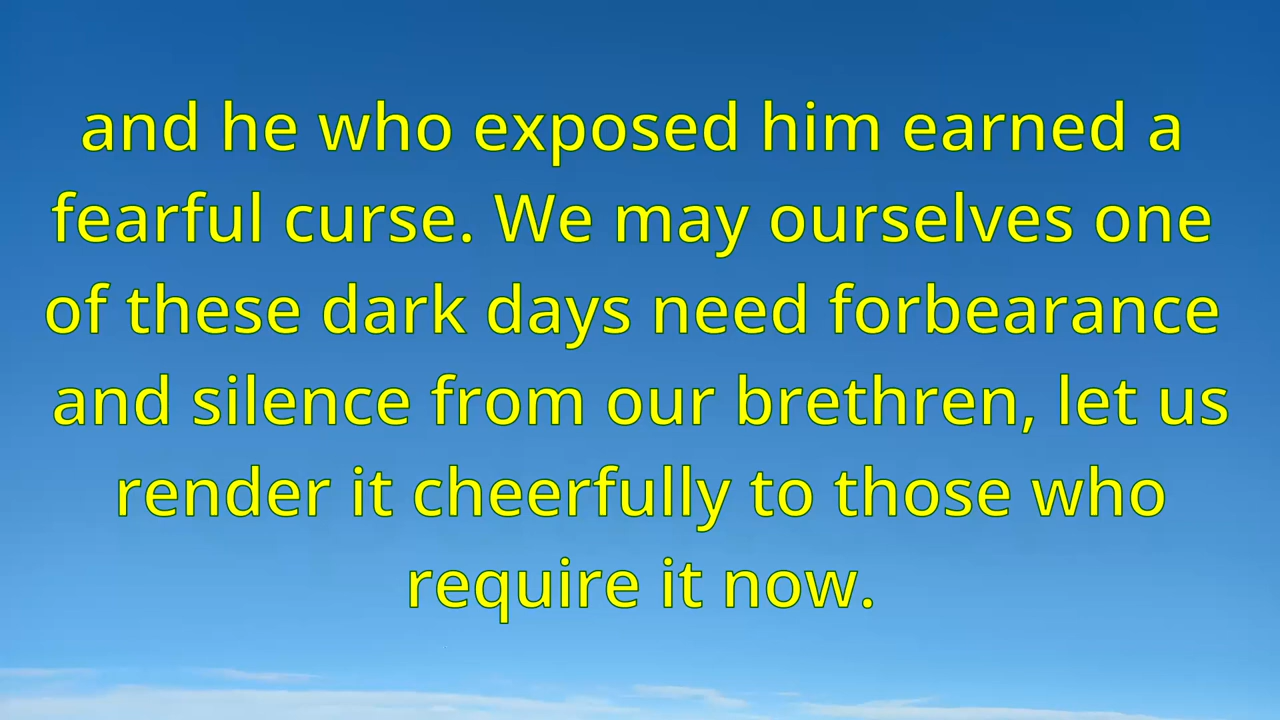 and he who exposed him earned a
fearful curse. We may ourselves one
of these dark days need forbearance
and silence from our brethren, let us
render it cheerfully to those who
require it now.